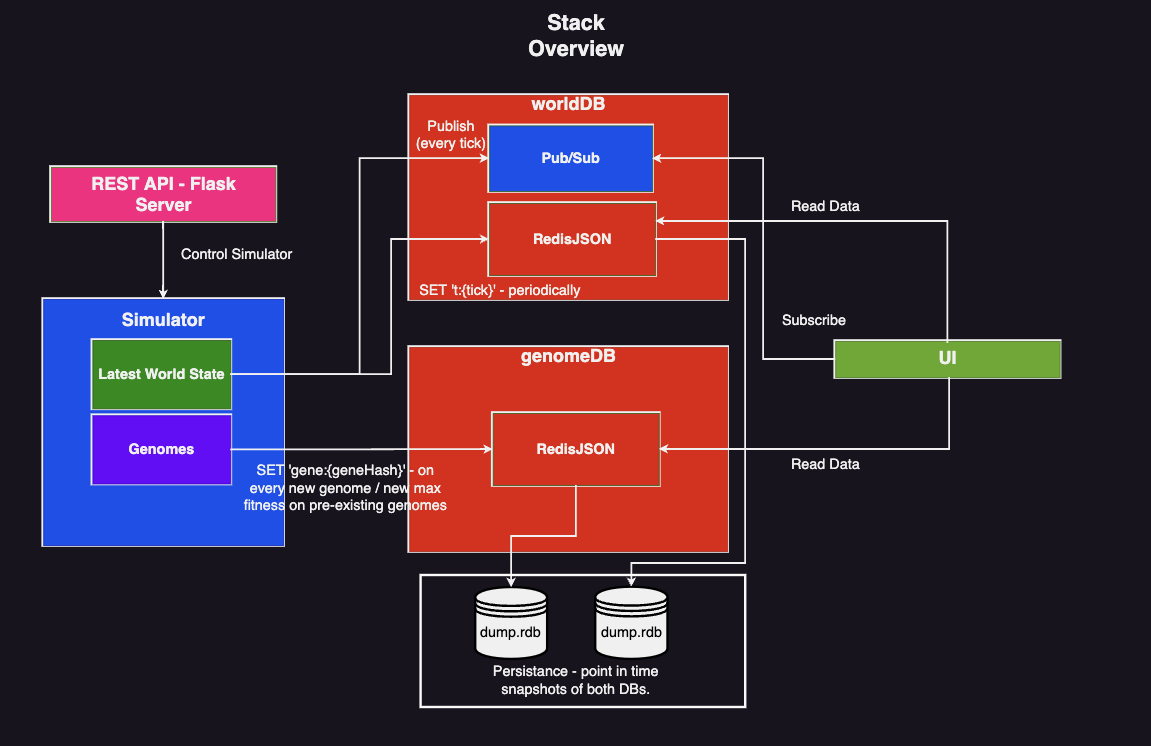 Stack
Overview
worldDB
Publish
(every tick)
Pub/Sub
REST API - Flask
Server
Read Data
RedisJSON
Control Simulator
SET 't:{tick}' - periodically
Simulator
Subscribe
genomeDB
UI
Latest World State
Genomes
RedisJSON
Read Data
SET 'gene:{geneHash}' - on
every new genome / new max
fitness on pre-existing genomes
dump.rdb
dump.rdb
Persistance - point in time
snapshots of both DBs.